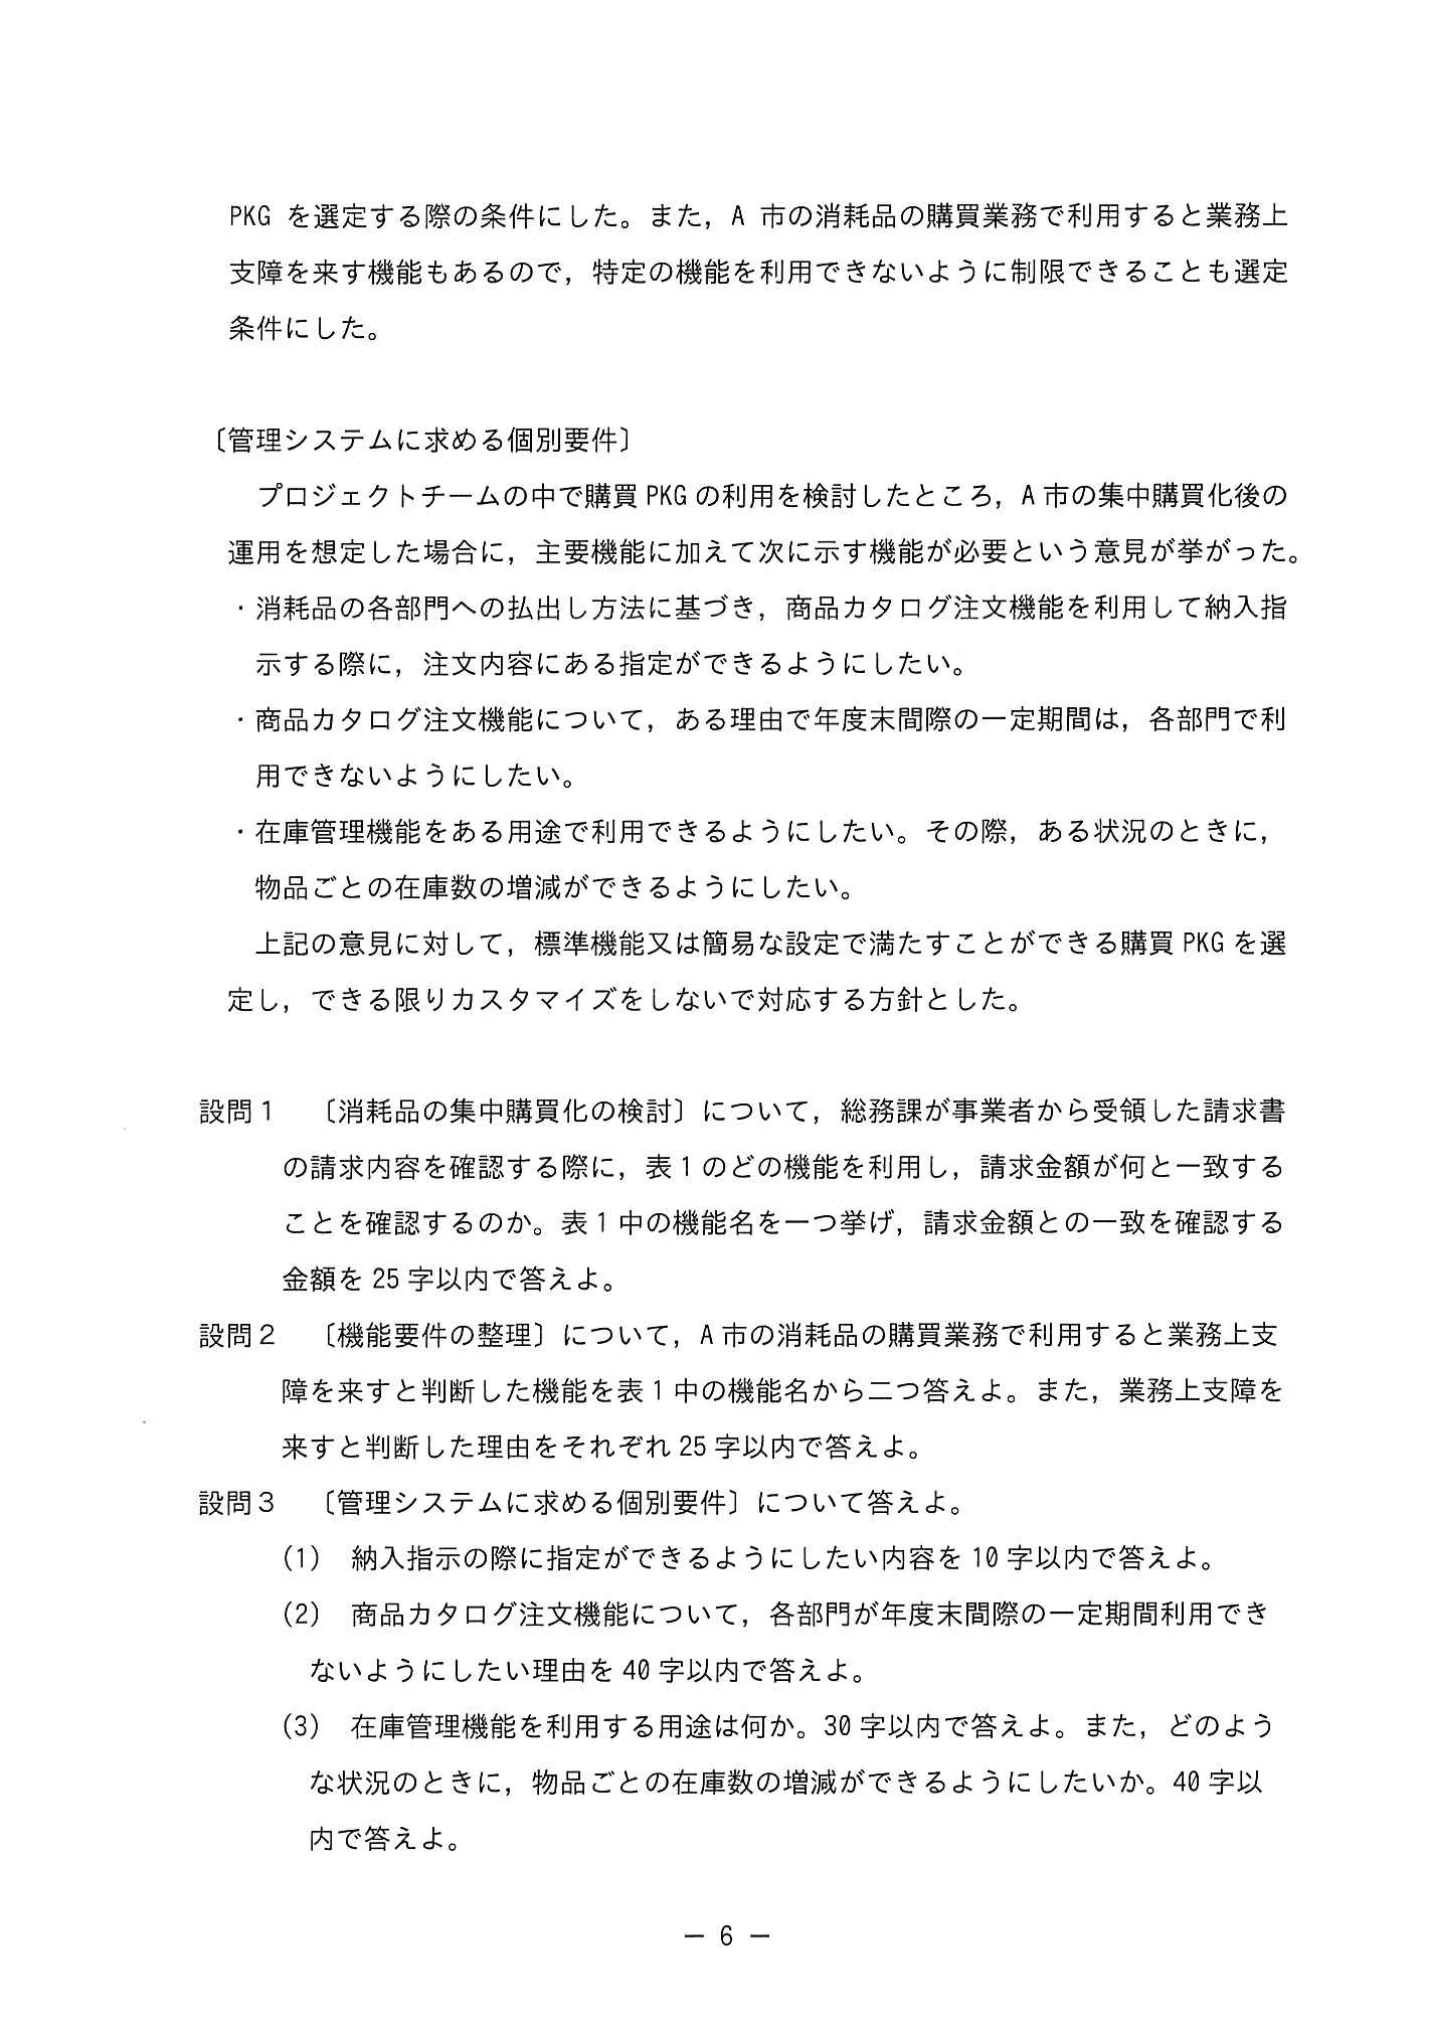 PKG を選定する際の条件にした。また，A 市の消耗品の購買業務で利用すると業務上
支障を来す機能もあるので，特定の機能を利用できないように制限できることも選定
条件にした。
〔管理システムに求める個別要件〕
プロジェクトチームの中で購買 PKG の利用を検討したところ，A 市の集中購買化後の
運用を想定した場合に，主要機能に加えて次に示す機能が必要という意見が挙がった。
・消耗品の各部門への払出し方法に基づき，商品カタログ注文機能を利用して納入指
示する際に，注文内容にある指定ができるようにしたい。
・商品カタログ注文機能について，ある理由で年度末間際の一定期間は，各部門で利
用できないようにしたい。
・在庫管理機能をある用途で利用できるようにしたい。その際，ある状況のときに，
物品ごとの在庫数の増減ができるようにしたい。
上記の意見に対して，標準機能又は簡易な設定で満たすことができる購買 PKG を選
定し，できる限りカスタマイズをしないで対応する方針とした。
設問１ 〔消耗品の集中購買化の検討〕について，総務課が事業者から受領した請求書
の請求内容を確認する際に，表 1 のどの機能を利用し，請求金額が何と一致する
ことを確認するのか。表 1 中の機能名を一つ挙げ，請求金額との一致を確認する
金額を 25 字以内で答えよ。
設問２ 〔機能要件の整理〕について，A 市の消耗品の購買業務で利用すると業務上支
障を来すと判断した機能を表 1 中の機能名から二つ答えよ。また，業務上支障を
来すと判断した理由をそれぞれ 25 字以内で答えよ。
設問３ 〔管理システムに求める個別要件〕について答えよ。
(1) 納入指示の際に指定ができるようにしたい内容を 10 字以内で答えよ。
(2) 商品カタログ注文機能について，各部門が年度末間際の一定期間利用でき
ないようにしたい理由を 40 字以内で答えよ。
(3) 在庫管理機能を利用する用途は何か。30 字以内で答えよ。また，どのよう
な状況のときに，物品ごとの在庫数の増減ができるようにしたいか。40 字以
内で答えよ。
－ 6 －